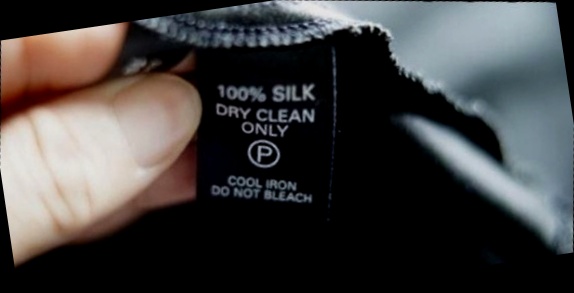 100% SILK
DRY CLEAN
ONLY
P
COOL IRON
DO NOT BLEACH